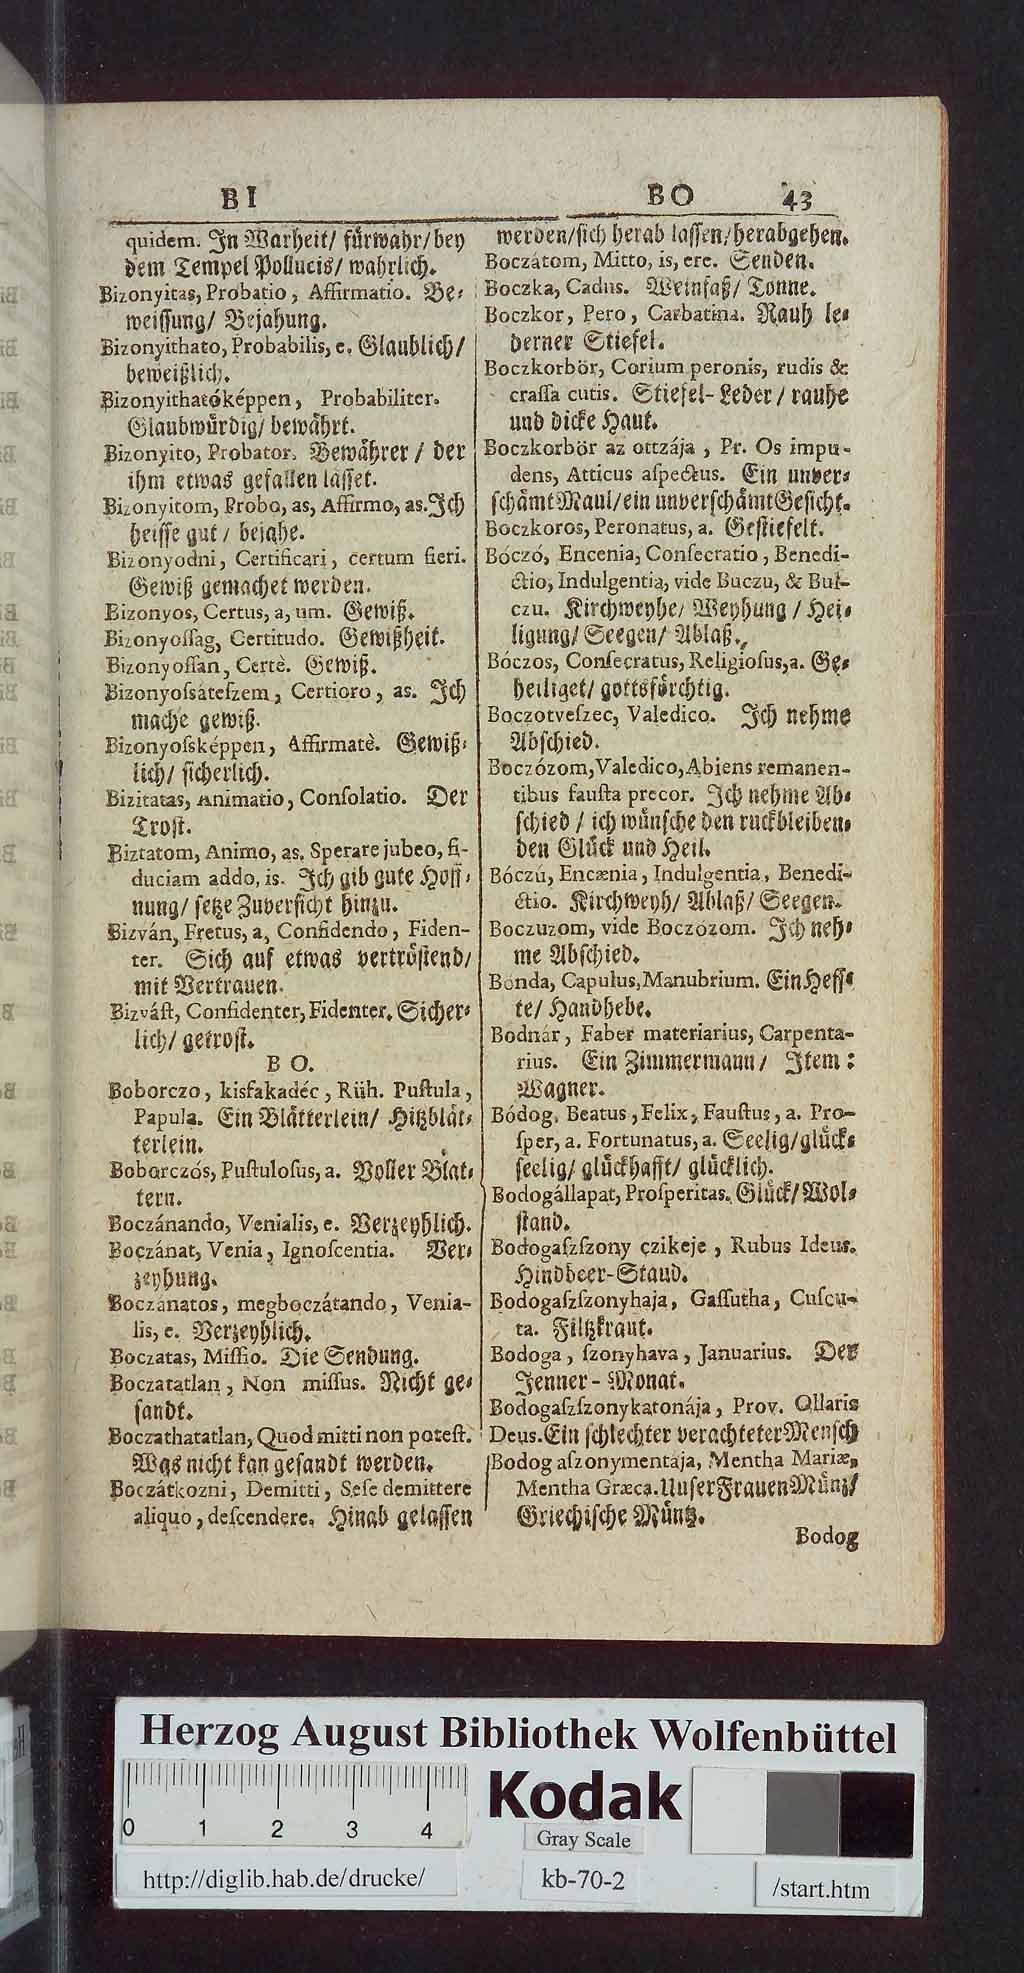 BI
quidem. Jn Warheit/ fürwahr/ bey
dem Tempel Pollucis/ wahrlich.
Bizonyitas, Probatio, Affirmatio. Be-
weissung/ Bejahung.
Bizonyithato, Probabilis, e. Glaublich/
beweißlich.
Bizonyithatóképpen, Probabiliter.
Glaubwürdig/ bewährt.
Bizonyito, Probator. Bewährer / der
ihm etwas gefallen lässet.
Bizonyitom, Probo, as, Affirmo, as. Jch
heisse gut / bejahe.
Bizonyodni, Certificari, certum fieri.
Gewiß gemachet werden.
Bizonyos, Certus, a, um. Gewiß.
Bizonyoſſag, Certitudo. Gewißheit.
Bizonyoſſan, Certè. Gewiß.
Bizonyoſsáteſzem, Certioro, as. Jch
mache gewiß.
Bizonyoſsképpen, Affirmatè. Gewiß-
lich/ sicherlich.
Bizitatas, Animatio, Conſolatio. Der
Trost.
Biztatom, Animo, as, Sperare jubeo, fi-
duciam addo, is. Jch gib gute Hoff-
nung/ setze Zuversicht hinzu.
Bizván, Fretus, a, Confidendo, Fiden-
ter. Sich auf etwas vertröstend/
mit Vertrauen.
Bizváſt, Confidenter, Fidenter. Sicher-
lich/ getrost.
B O.
Boborczo, kisfakadéc, Rüh. Puſtula,
Papula. Ein Blätterlein/ Hitzblät-
terlein.
Boborczós, Puſtuloſus, a. Voller Blat-
tern.
Boczánando, Venialis, e. Verzeyhlich.
Boczánat, Venia, Ignoſcentia. Ver-
zeyhung.
Boczánatos, megboczátando, Venia-
lis, e. Verzeyhlich.
Boczatas, Miſſio. Die Sendung.
Boczatatlan, Non miſſus. Nicht ge-
sandt.
Boczathatatlan, Quod mitti non poteſt.
Was nicht kan gesandt werden.
Boczátkozni, Demitti, Seſe demittere
aliquo, deſcendere. Hinab gelassen
BO 43
werden/ sich herab lassen/ herabgehen.
Boczátom, Mitto, is, ere. Senden.
Boczka, Cadus. Weinfaß/ Tonne.
Boczkor, Pero, Carbatina. Rauh le-
derner Stiefel.
Boczkorbör, Corium peronis, rudis &
craſſa cutis. Stiefel-Leder / rauhe
und dicke Haut.
Boczkorbör az ottzája, Pr. Os impu-
dens, Atticus aſpectus. Ein unver-
schämt Maul/ ein unverschämt Gesicht.
Boczkoros, Peronatus, a. Gestiefelt.
Bóczó, Encenia, Conſecratio, Benedi-
ctio, Indulgentia, vide Buczu, & Bul-
czu. Kirchweyhe/ Weyhung / Hei-
ligung/ Seegen/ Ablaß.
Bóczos, Conſecratus, Religioſus, a. Ge-
heiliget/ gottsförchtig.
Boczotveſzec, Valedico. Jch nehme
Abschied.
Boczózom, Valedico, Abiens remanen-
tibus fauſta precor. Jch nehme Ab-
schied / ich wünsche den ruckbleiben-
den Glück und Heil.
Bóczú, Encænia, Indulgentia, Benedi-
ctio. Kirchweyh/ Ablaß/ Seegen.
Boczuzom, vide Boczózom. Jch neh-
me Abschied.
Bonda, Capulus, Manubrium. Ein Heff-
te/ Handhebe.
Bodnár, Faber materiarius, Carpenta-
rius. Ein Zimmermann/ Jtem:
Wagner.
Bódog, Beatus, Felix, Fauſtus, a. Pro-
ſper, a. Fortunatus, a. Seelig/ glück-
seelig/ glückhafft/ glücklich.
Bodogállapat, Proſperitas. Glück/ Wol-
stand.
Bodogaſzſzony czikeje, Rubus Ideus.
Hindbeer-Staud.
Bodogaſzſzonyhaja, Gaſſutha, Cuſcu-
ta. Filtzkraut.
Bodoga, ſzonyhava, Januarius. Der
Jenner-Monat.
Bodogaſzſzonykatonája, Prov. Ollaris
Deus. Ein schlechter verachteter Mensch
Bodog aſzonymentája, Mentha Mariæ,
Mentha Græca. Unser Frauen Müntz/
Griechische Müntz.
Bodog
Herzog August Bibliothek Wolfenbüttel
0 1 2 3 4
Kodak
Gray Scale
http://diglib.hab.de/drucke/
kb-70-2
/start.htm